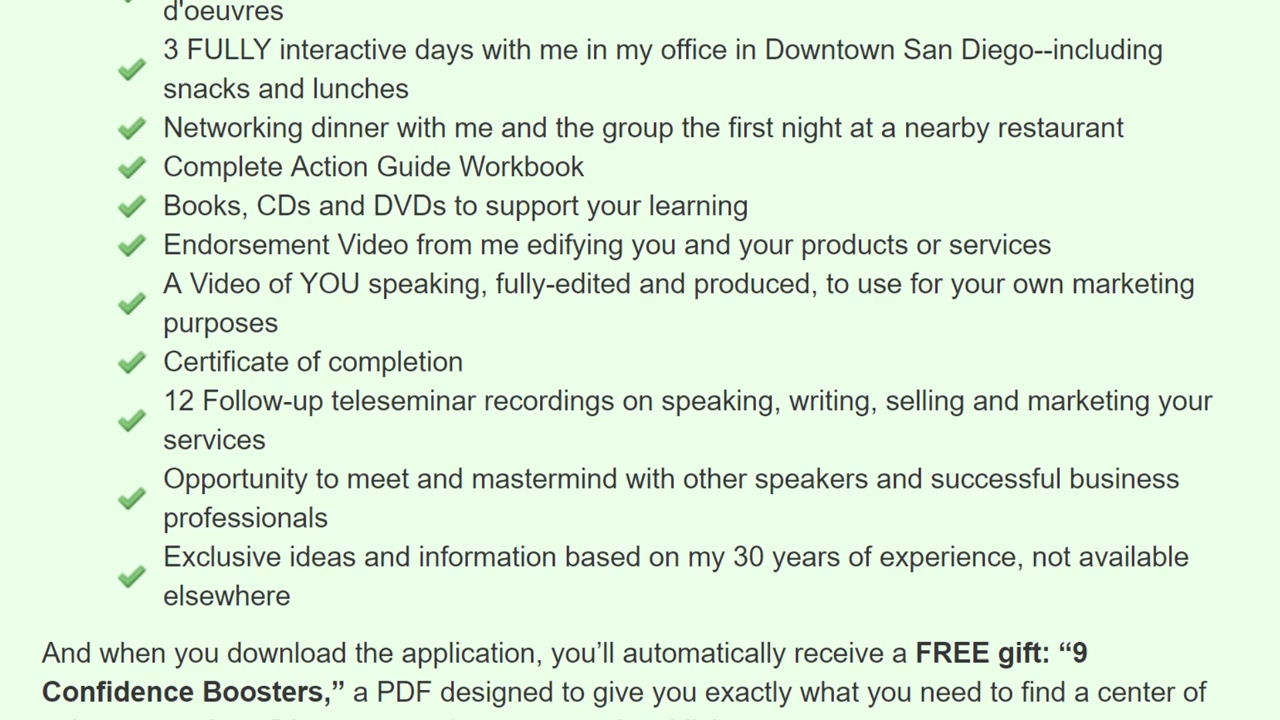 d'oeuvres
3 FULLY interactive days with me in my office in Downtown San Diego--including
snacks and lunches
Networking dinner with me and the group the first night at a nearby restaurant
Complete Action Guide Workbook
Books, CDs and DVDs to support your learning
Endorsement Video from me edifying you and your products or services
A Video of YOU speaking, fully-edited and produced, to use for your own marketing
purposes
Certificate of completion
12 Follow-up teleseminar recordings on speaking, writing, selling and marketing your
services
Opportunity to meet and mastermind with other speakers and successful business
professionals
Exclusive ideas and information based on my 30 years of experience, not available
elsewhere
And when you download the application, you’ll automatically receive a FREE gift: “9
Confidence Boosters,” a PDF designed to give you exactly what you need to find a center of